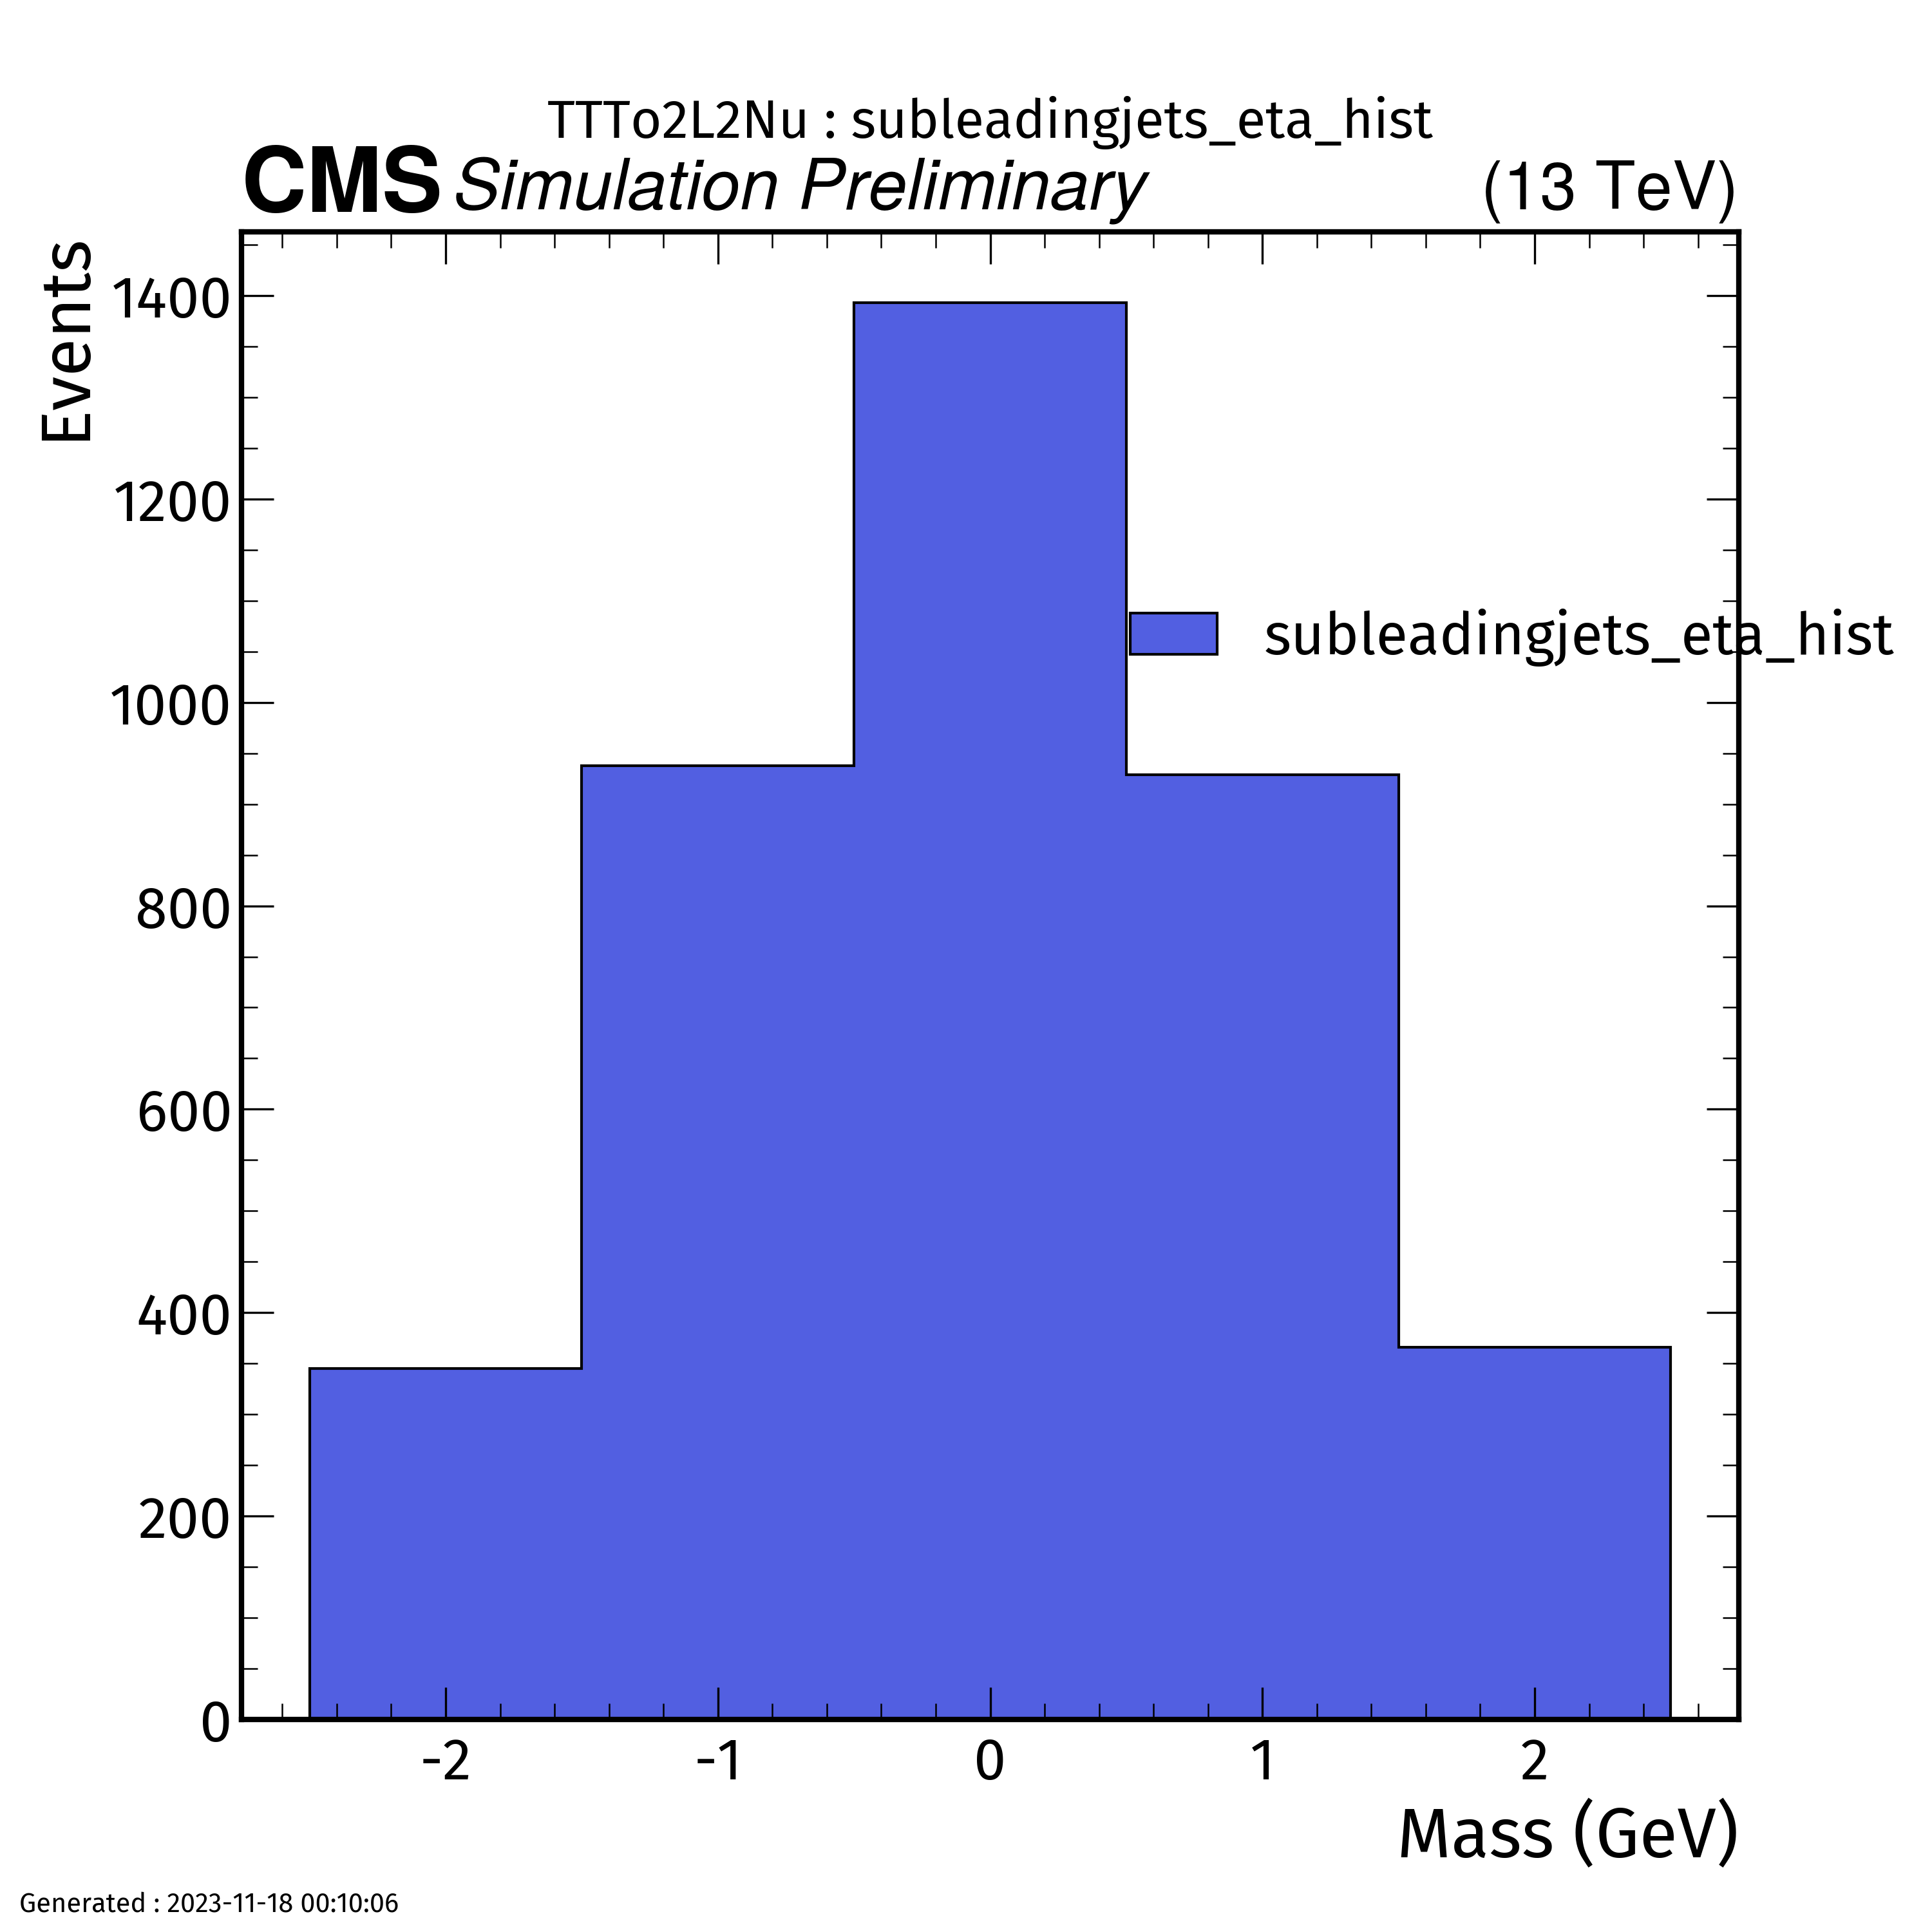 TTTo2L2Nu : subleadingjets_eta_hist
CMS Simulation Preliminary (13 TeV)
Events
1400
1200
1000
800
600
400
200
0
subleadingjets_eta_hist
-2 -1 0 1 2
Mass (GeV)
Generated : 2023-11-18 00:10:06